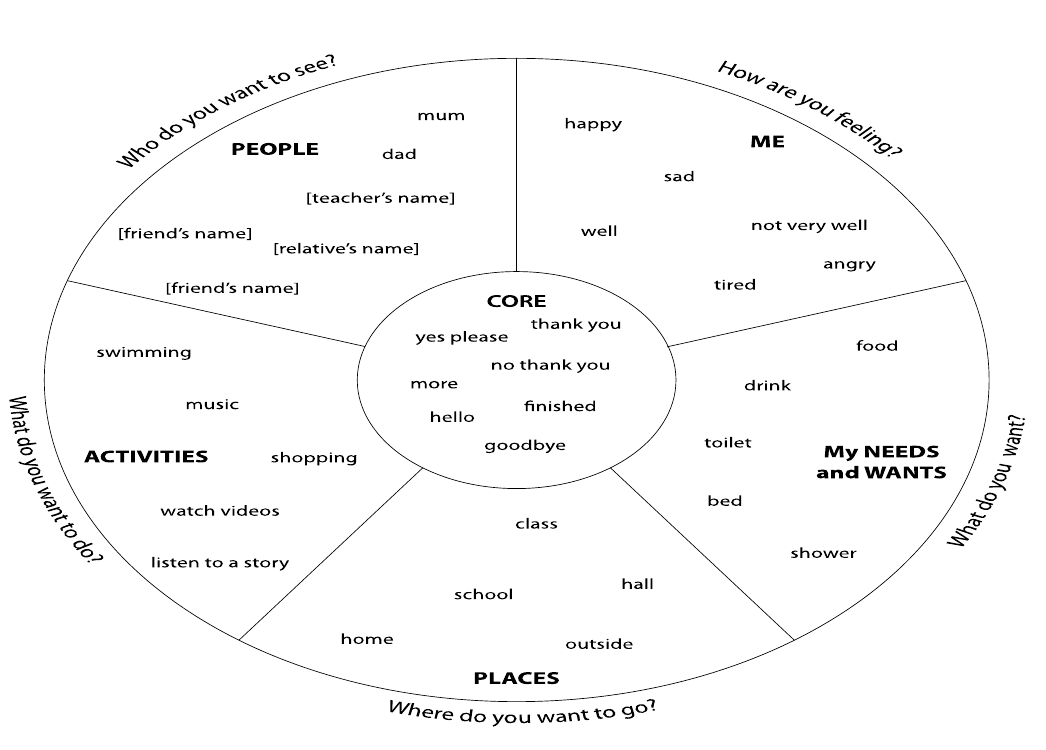 Who do you want to see?
PEOPLE
mum
dad
[teacher's name]
[friend's name]
[relative's name]
[friend's name]
How are you feeling?
ME
happy
sad
well
not very well
angry
tired
CORE
thank you
yes please
no thank you
more
finished
hello
goodbye
What do you want to do?
ACTIVITIES
swimming
music
shopping
watch videos
listen to a story
What do you want?
My NEEDS
and WANTS
food
drink
toilet
bed
shower
class
school
hall
home
outside
PLACES
Where do you want to go?